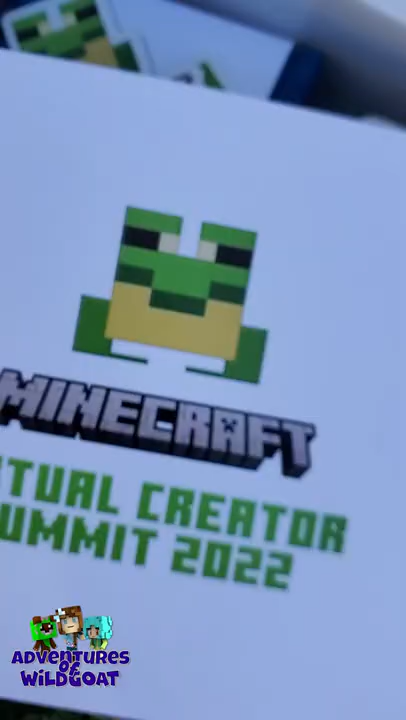 MINECRAFT
TUAL CREATOR
UMMIT 2022
ADVENTURES
OF
WILDGOAT